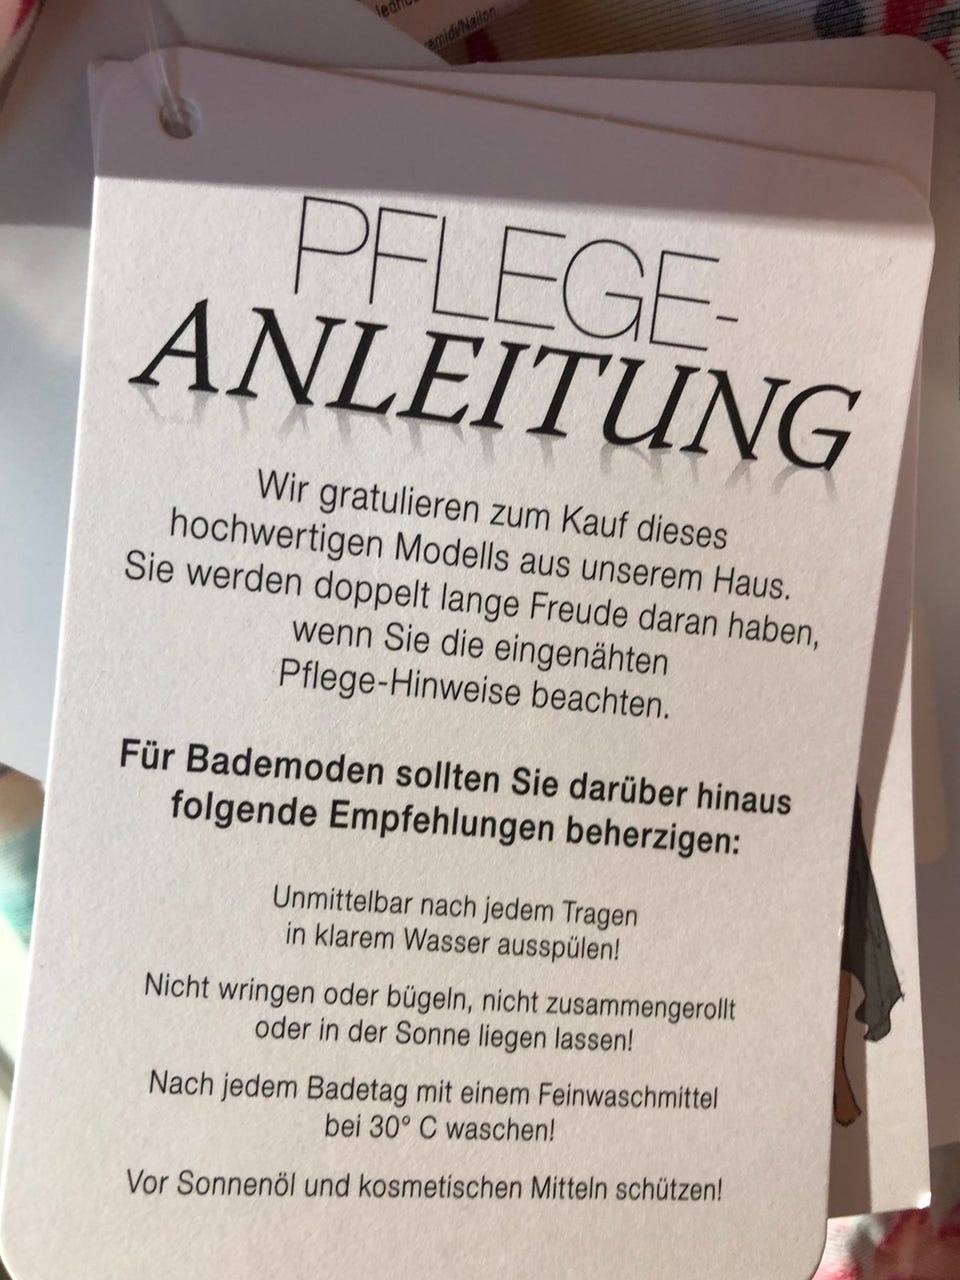 emidi/Nailon
PFLEGE-
ANLEITUNG
Wir gratulieren zum Kauf dieses
hochwertigen Modells aus unserem Haus.
Sie werden doppelt lange Freude daran haben,
wenn Sie die eingenähten
Pflege-Hinweise beachten.
Für Bademoden sollten Sie darüber hinaus
folgende Empfehlungen beherzigen:
Unmittelbar nach jedem Tragen
in klarem Wasser ausspülen!
Nicht wringen oder bügeln, nicht zusammengerollt
oder in der Sonne liegen lassen!
Nach jedem Badetag mit einem Feinwaschmittel
bei 30° C waschen!
Vor Sonnenöl und kosmetischen Mitteln schützen!